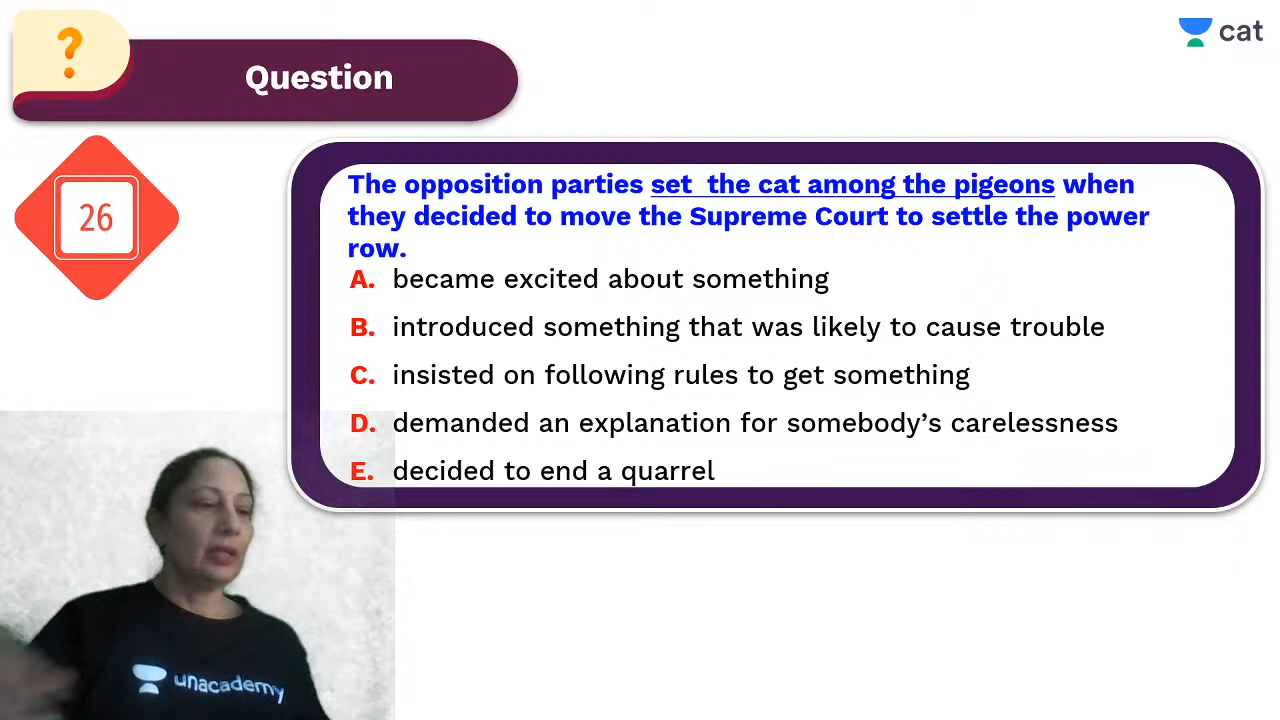 ?
Question
cat
26
The opposition parties set the cat among the pigeons when
they decided to move the Supreme Court to settle the power
row.
A. became excited about something
B. introduced something that was likely to cause trouble
C. insisted on following rules to get something
D. demanded an explanation for somebody’s carelessness
E. decided to end a quarrel
unacademy